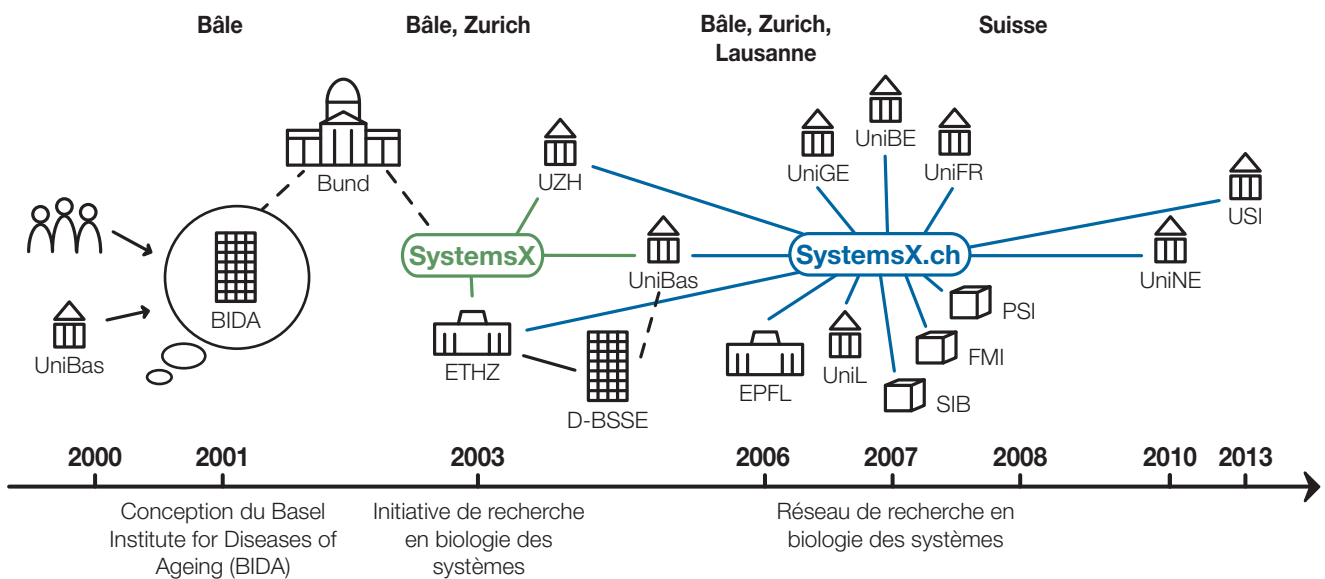 Bâle
Bâle, Zurich
Bâle, Zurich,
Lausanne
Suisse
Bund
UZH
UniGE
UniBE
UniFR
USI
BIDA
UniBas
SystemsX
UniBas
ETHZ
D-BSSE
SystemsX.ch
UniNE
PSI
FMI
SIB
UniL
EPFL
2000
2001
2003
2006
2007
2008
2010
2013
Conception du Basel
Institute for Diseases of
Ageing (BIDA)
Initiative de recherche
en biologie des
systèmes
Réseau de recherche en
biologie des systèmes